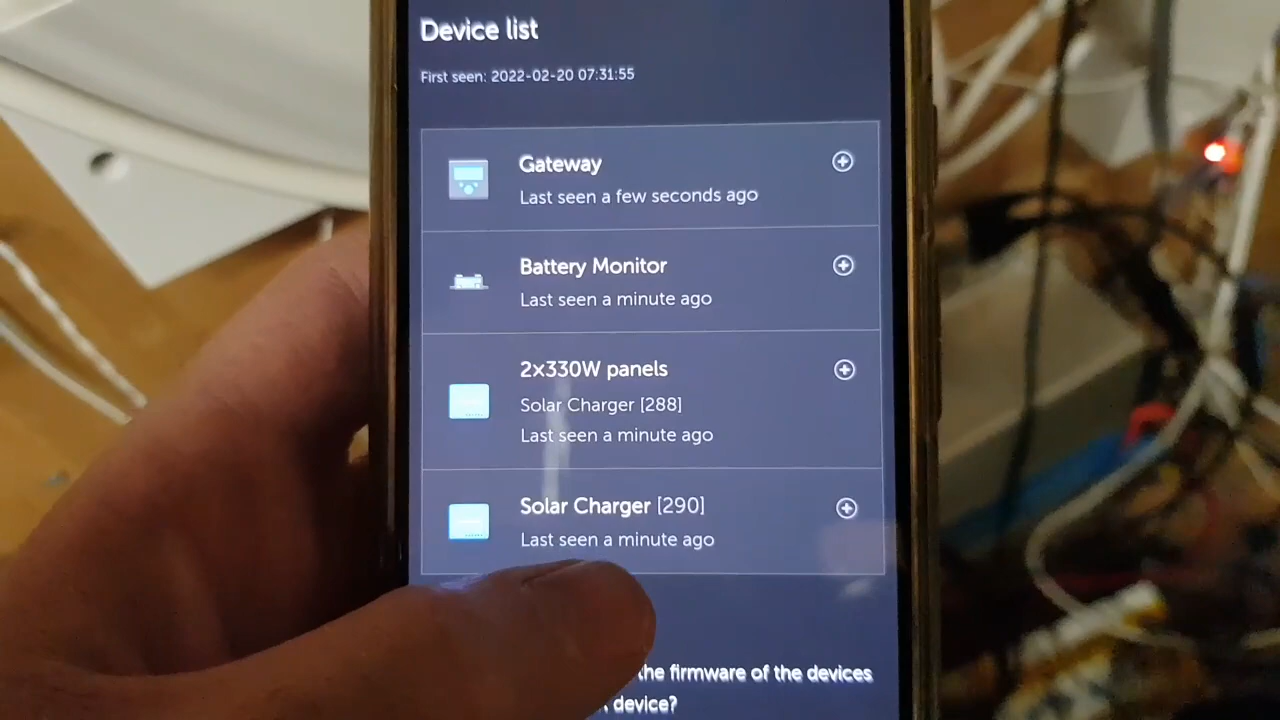 Device list
First seen: 2022-02-20 07:31:55
Gateway
Last seen a few seconds ago
Battery Monitor
Last seen a minute ago
2x330W panels
Solar Charger [288]
Last seen a minute ago
Solar Charger [290]
Last seen a minute ago
the firmware of the devices
device?